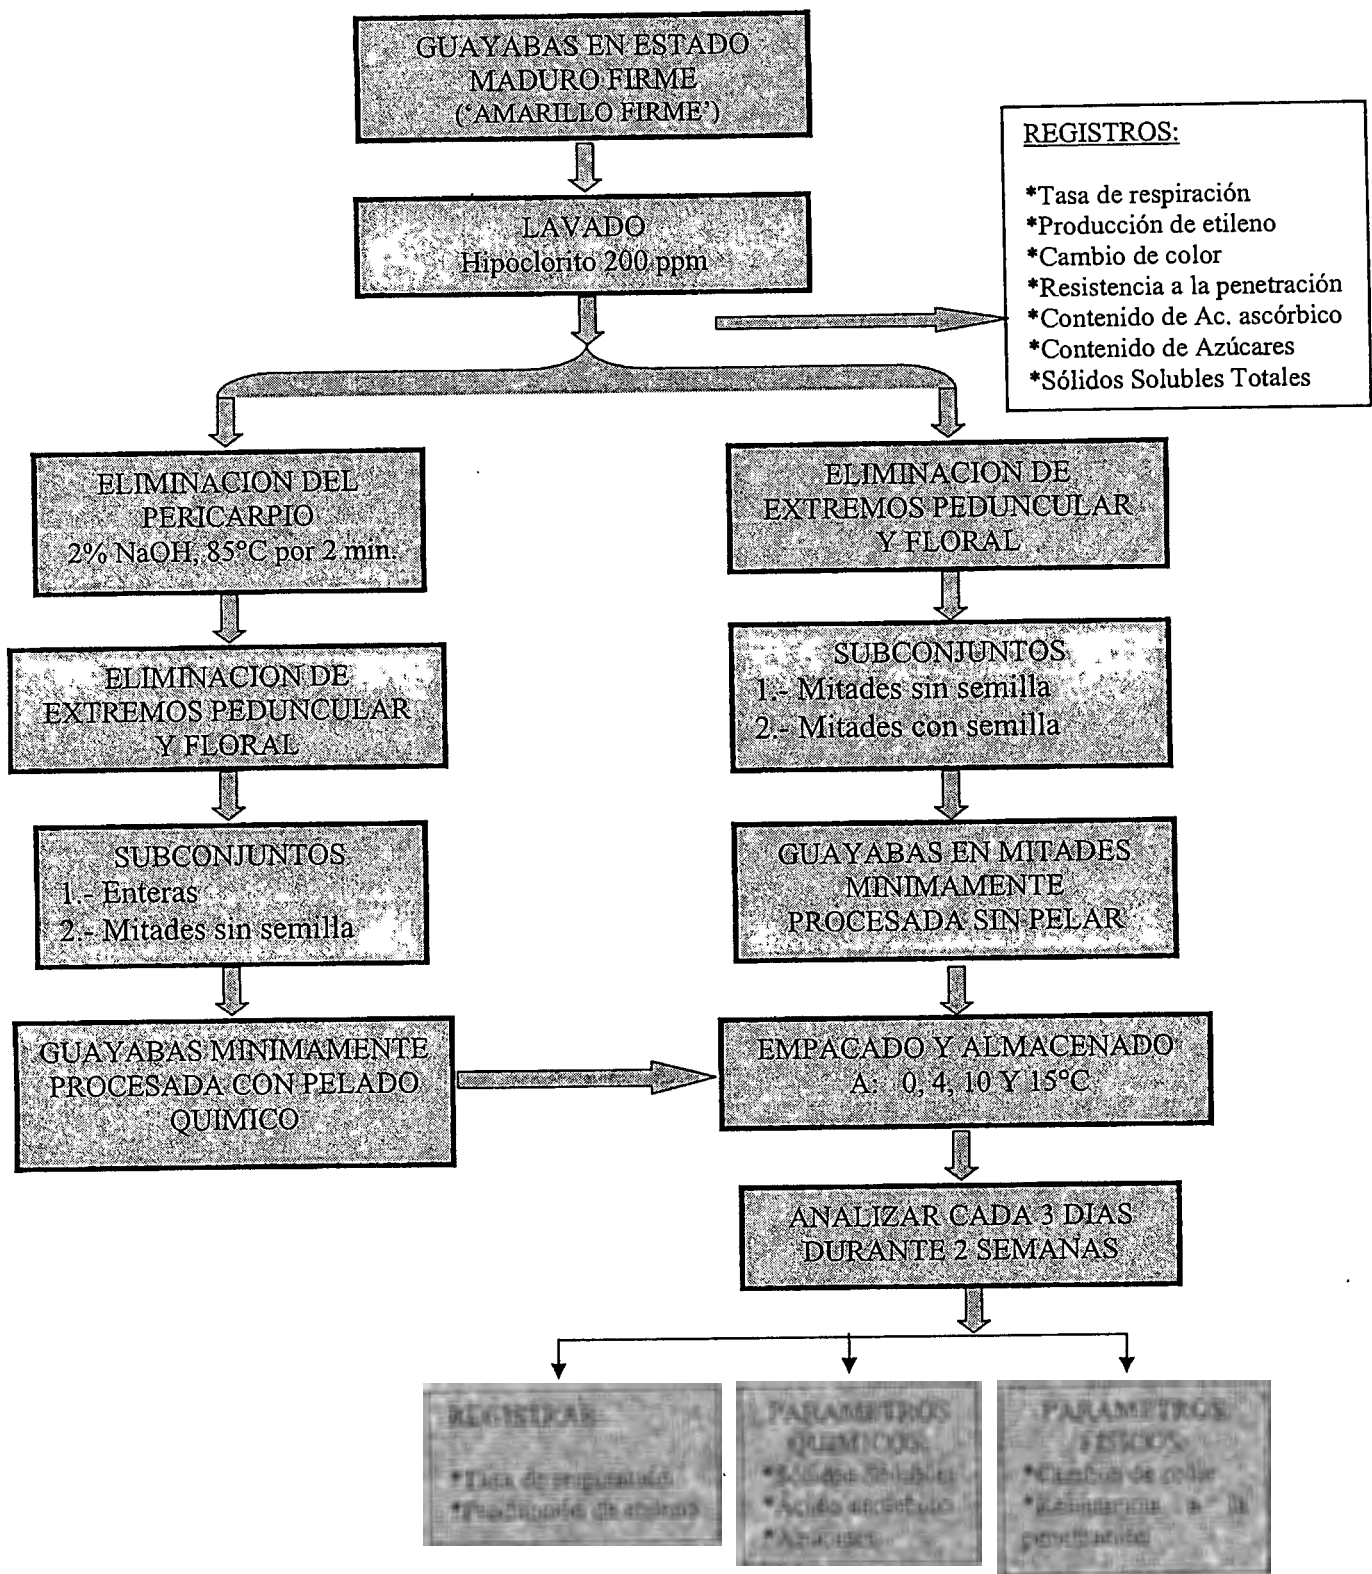 GUAYABAS EN ESTADO
MADURO FIRME
(‘AMARILLO FIRME’)
LAVADO
Hipoclorito 200 ppm
REGISTROS:
*Tasa de respiración
*Producción de etileno
*Cambio de color
*Resistencia a la penetración
*Contenido de Ac. ascórbico
*Contenido de Azúcares
*Sólidos Solubles Totales
ELIMINACION DEL
PERICARPIO
2% NaOH, 85°C por 2 min.
ELIMINACION DE
EXTREMOS PEDUNCULAR
Y FLORAL
SUBCONJUNTOS
1.- Enteras
2.- Mitades sin semilla
GUAYABAS MINIMAMENTE
PROCESADA CON PELADO
QUIMICO
ELIMINACION DE
EXTREMOS PEDUNCULAR
Y FLORAL
SUBCONJUNTOS
1.- Mitades sin semilla
2.- Mitades con semilla
GUAYABAS EN MITADES
MINIMAMENTE
PROCESADA SIN PELAR
EMPACADO Y ALMACENADO
A: 0, 4, 10 Y 15°C
ANALIZAR CADA 3 DIAS
DURANTE 2 SEMANAS
PARAMETROS
QUIMICOS
PARAMETROS
FISICOS